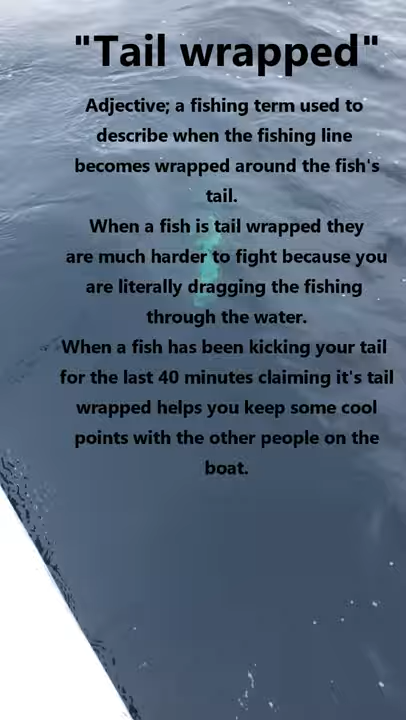 "Tail wrapped"
Adjective; a fishing term used to
describe when the fishing line
becomes wrapped around the fish's
tail.
When a fish is tail wrapped they
are much harder to fight because you
are literally dragging the fishing
through the water.
When a fish has been kicking your tail
for the last 40 minutes claiming it's tail
wrapped helps you keep some cool
points with the other people on the
boat.